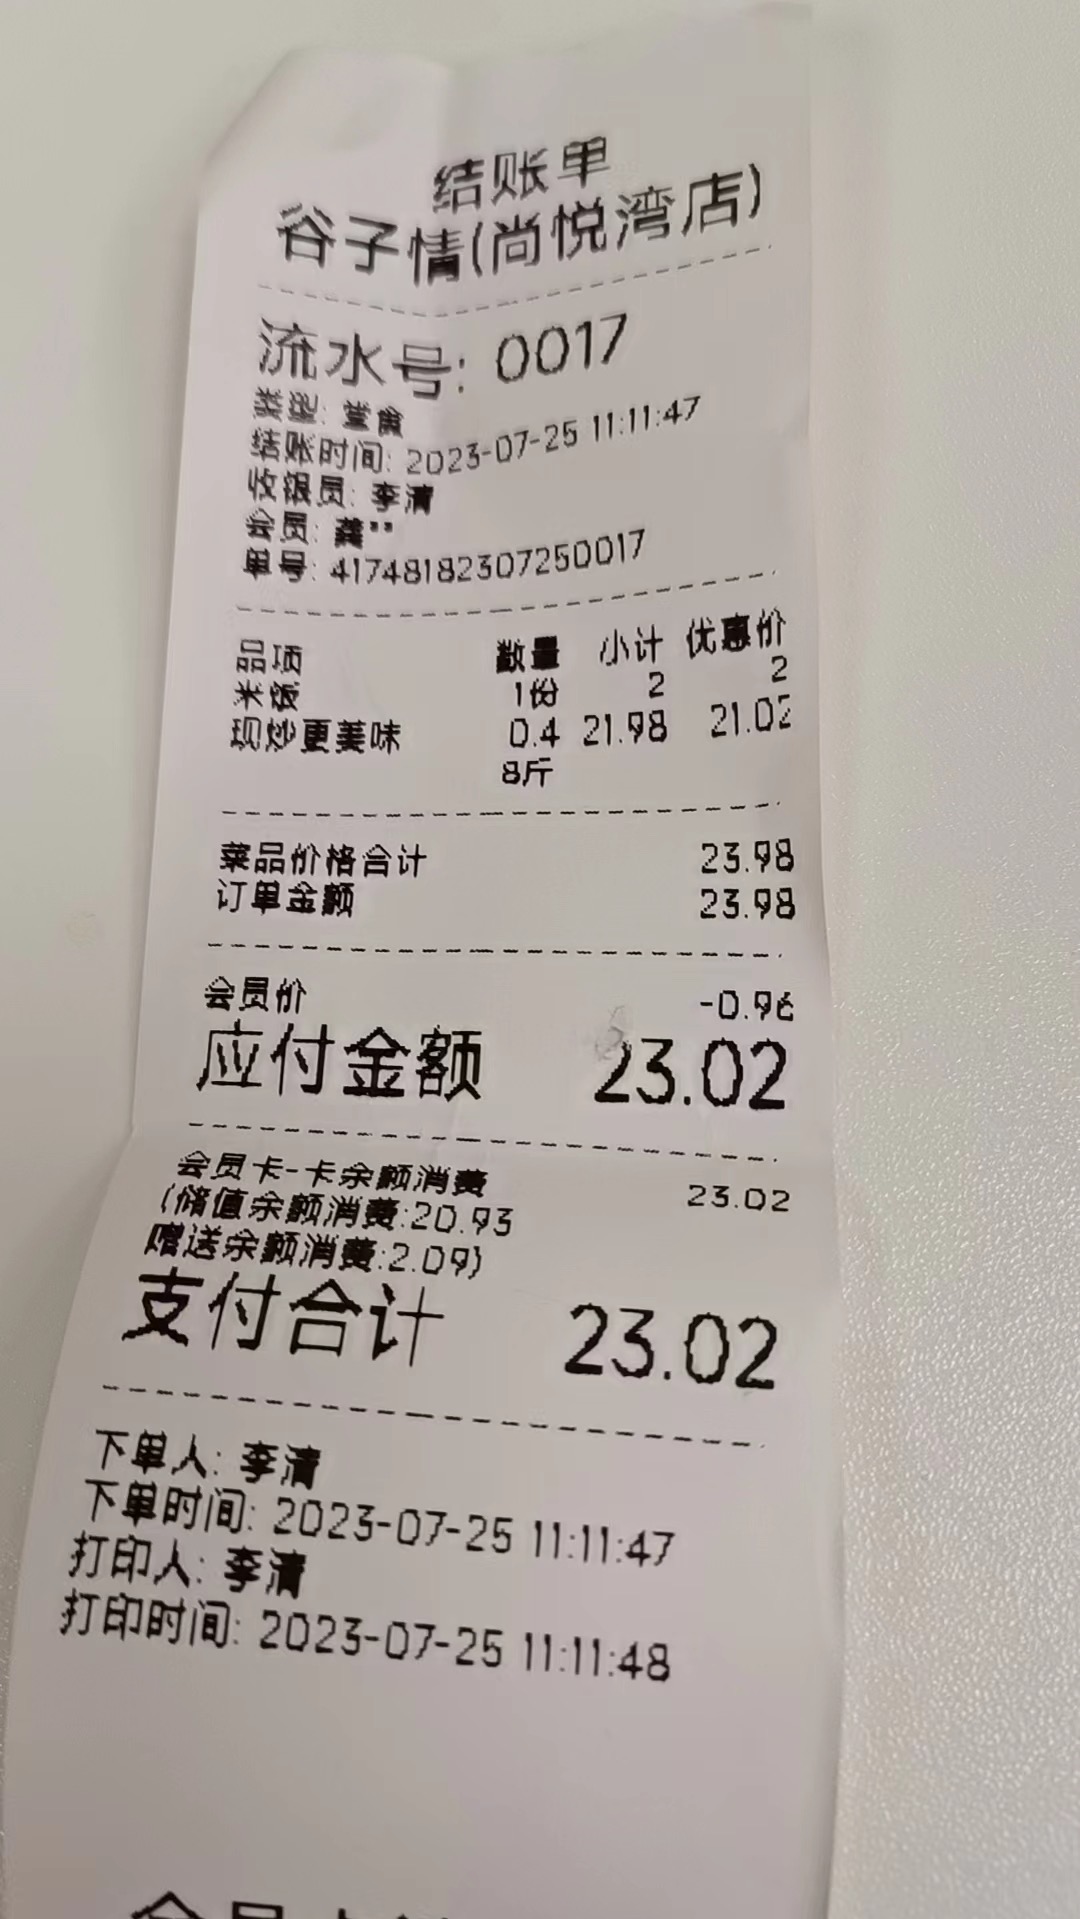 结账单
谷子情(尚悦湾店)
流水号: 0017
类型: 堂食
结账时间: 2023-07-25 11:11:47
收银员: 李清
会员: 龚**
单号: 41748182307250017
品项 数量 小计 优惠价
米饭 1份 2 2
现炒更美味 0.4 21.98 21.02
8斤
菜品价格合计 23.98
订单金额 23.98
会员价 -0.96
应付金额 23.02
会员卡-卡余额消费 23.02
(储值余额消费:20.93
赠送余额消费:2.09)
支付合计 23.02
下单人: 李清
下单时间: 2023-07-25 11:11:47
打印人: 李清
打印时间: 2023-07-25 11:11:48